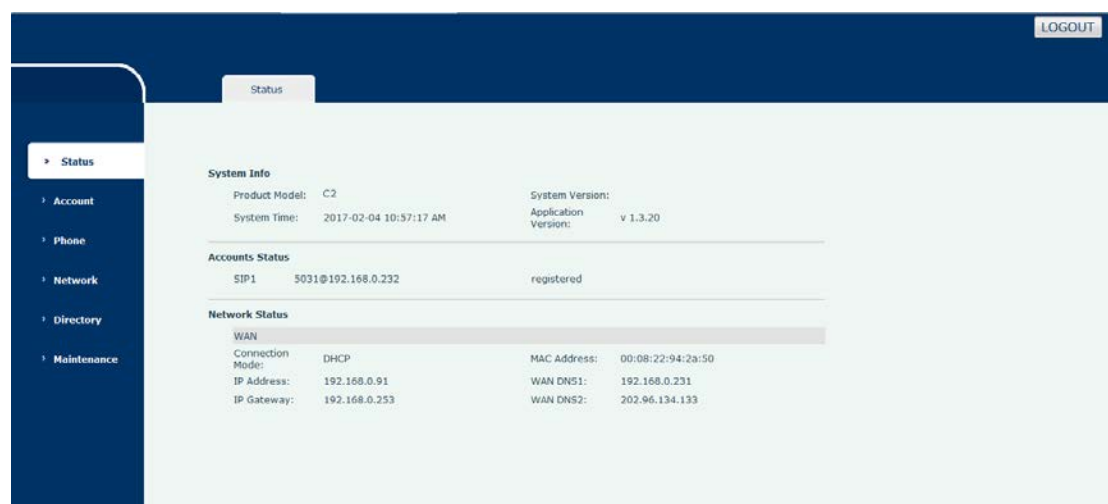 LOGOUT
Status
› Status
› Account
› Phone
› Network
› Directory
› Maintenance
System Info
Product Model: C2 System Version:
System Time: 2017-02-04 10:57:17 AM Application Version: v 1.3.20
Accounts Status
SIP1 5031@192.168.0.232 registered
Network Status
WAN
Connection Mode: DHCP MAC Address: 00:08:22:94:2a:50
IP Address: 192.168.0.91 WAN DNS1: 192.168.0.231
IP Gateway: 192.168.0.253 WAN DNS2: 202.96.134.133